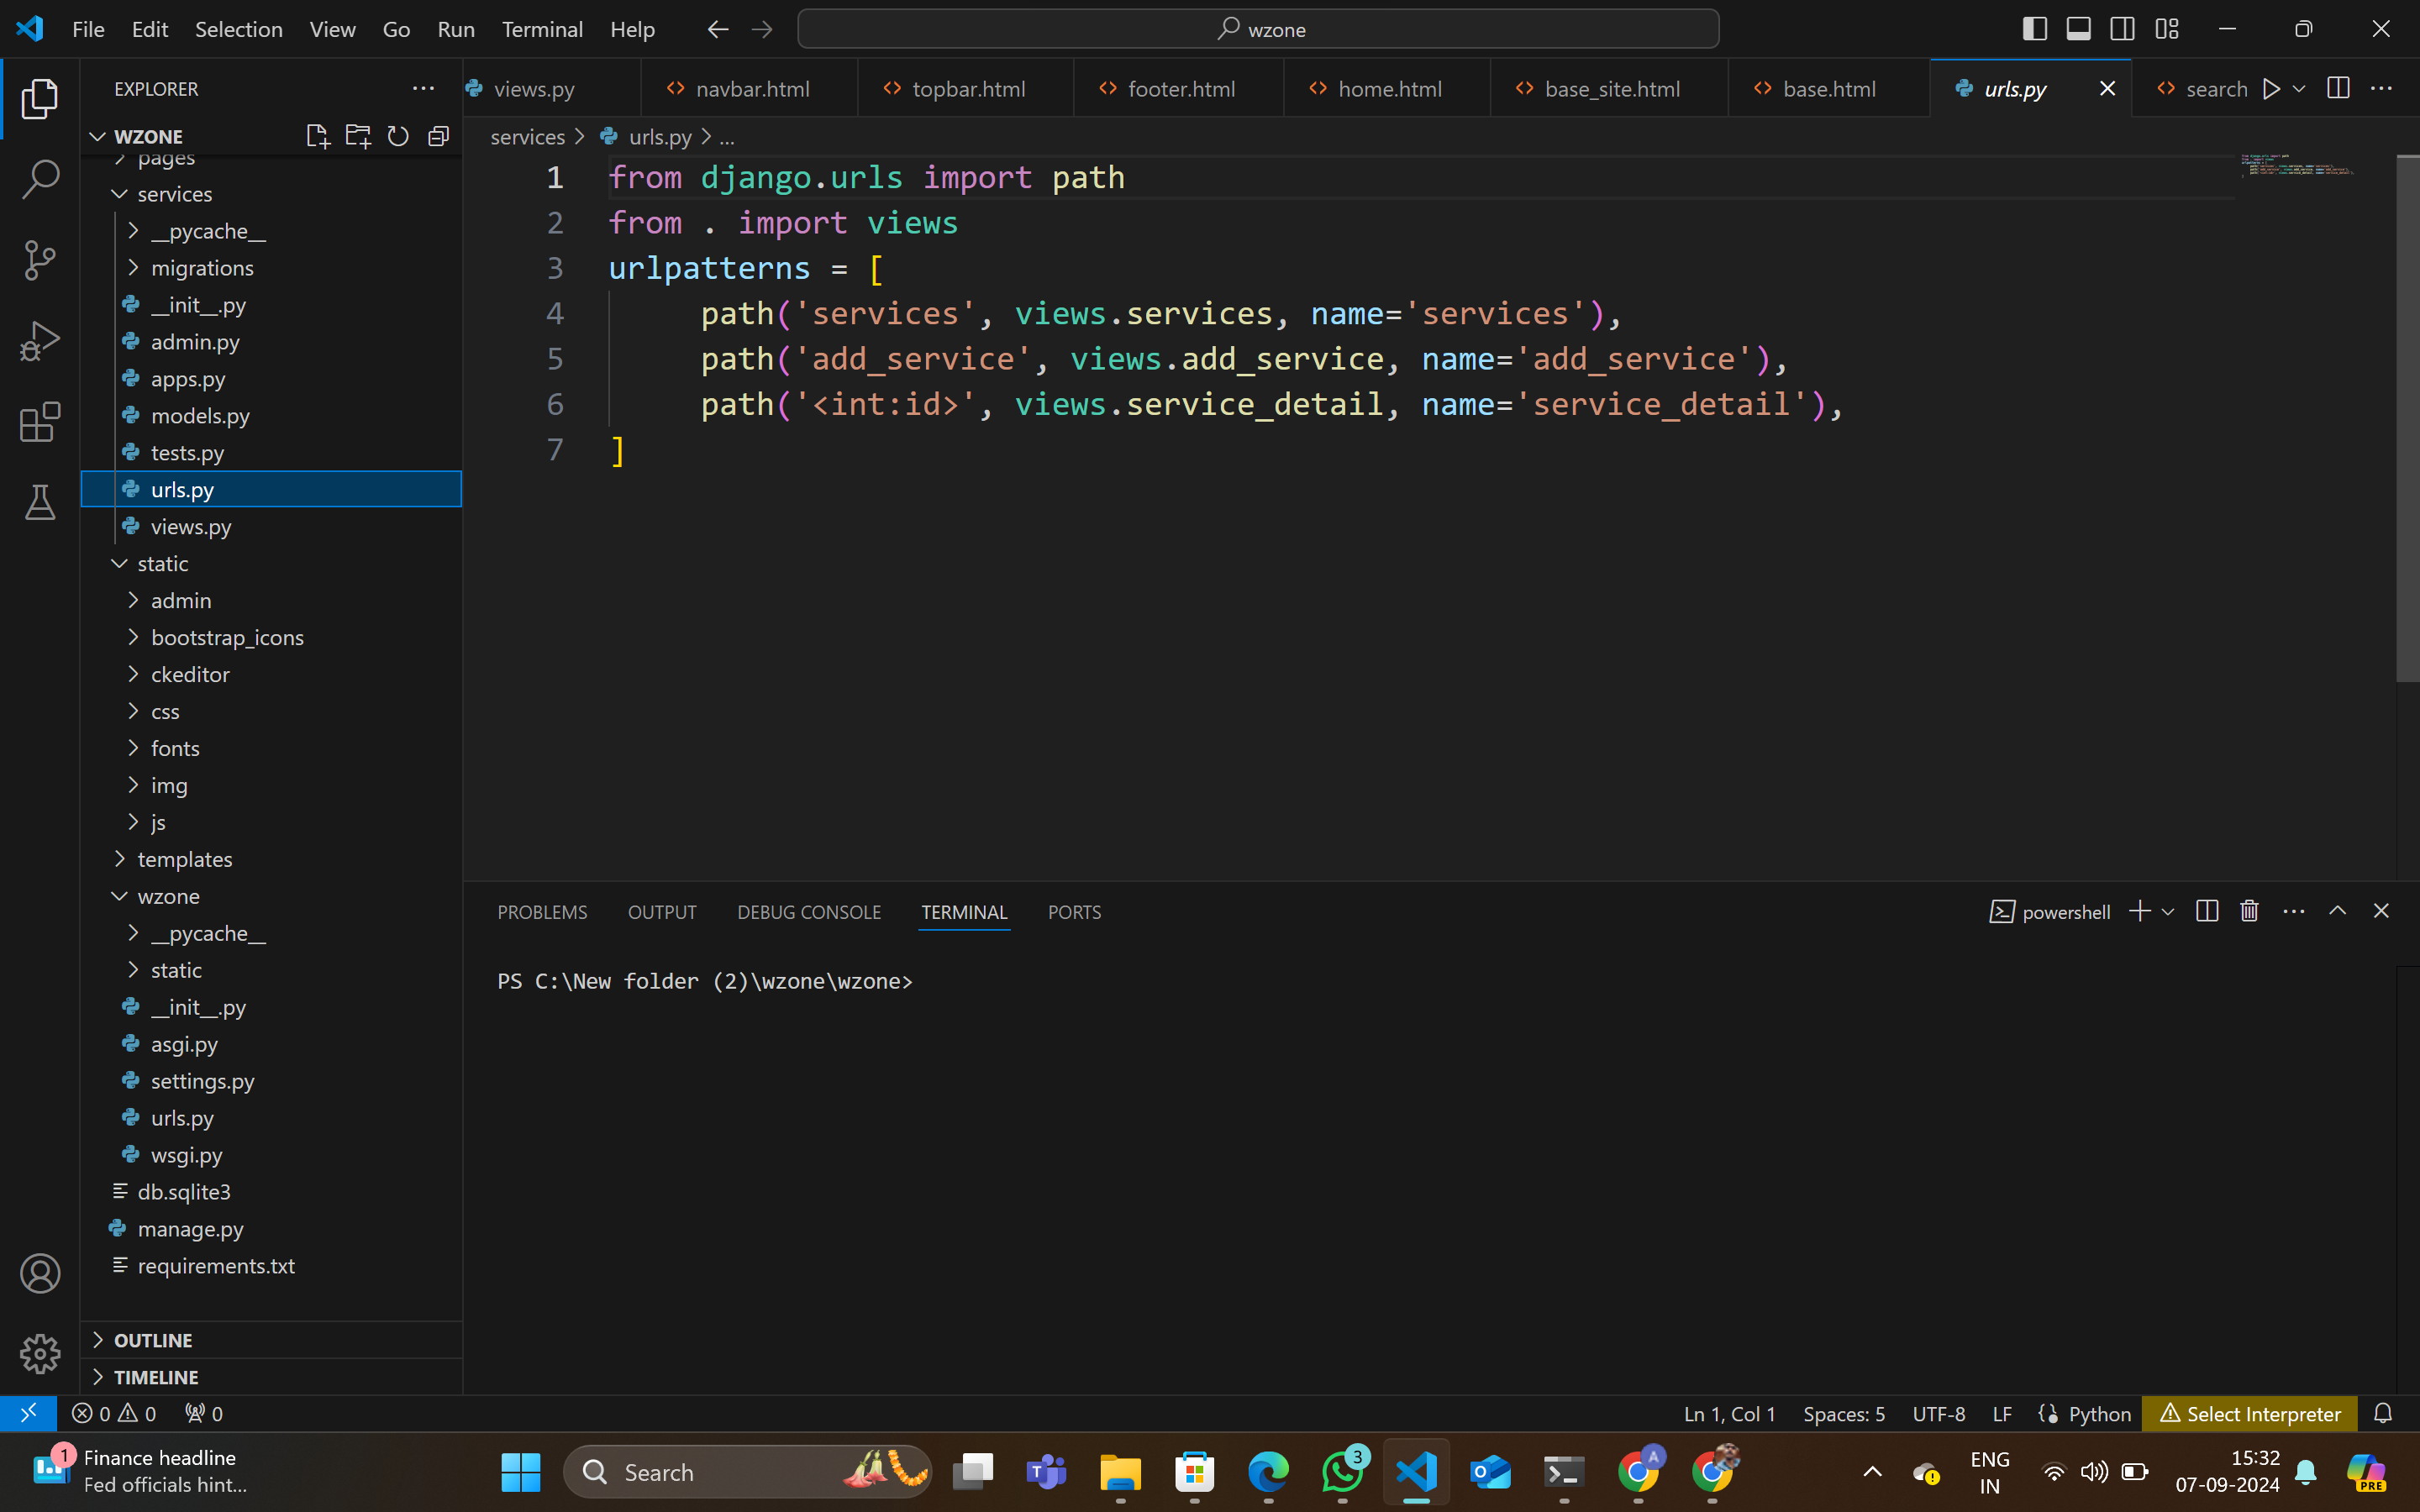 File Edit Selection View Go Run Terminal Help
wzone
EXPLORER
WZONE
pages
services
__pycache__
migrations
__init__.py
admin.py
apps.py
models.py
tests.py
urls.py
views.py
static
admin
bootstrap_icons
ckeditor
css
fonts
img
js
templates
wzone
__pycache__
static
__init__.py
asgi.py
settings.py
urls.py
wsgi.py
db.sqlite3
manage.py
requirements.txt
OUTLINE
TIMELINE
views.py navbar.html topbar.html footer.html home.html base_site.html base.html urls.py search
services > urls.py > ...
1 from django.urls import path
2 from . import views
3 urlpatterns = [
4 path('services', views.services, name='services'),
5 path('add_service', views.add_service, name='add_service'),
6 path('<int:id>', views.service_detail, name='service_detail'),
7 ]
PROBLEMS OUTPUT DEBUG CONSOLE TERMINAL PORTS
powershell
PS C:\New folder (2)\wzone\wzone>
0 0 0
Ln 1, Col 1 Spaces: 5 UTF-8 LF Python Select Interpreter
1
Finance headline
Fed officials hint...
Search
T
3
O
A
ENG
IN
15:32
07-09-2024
PRE